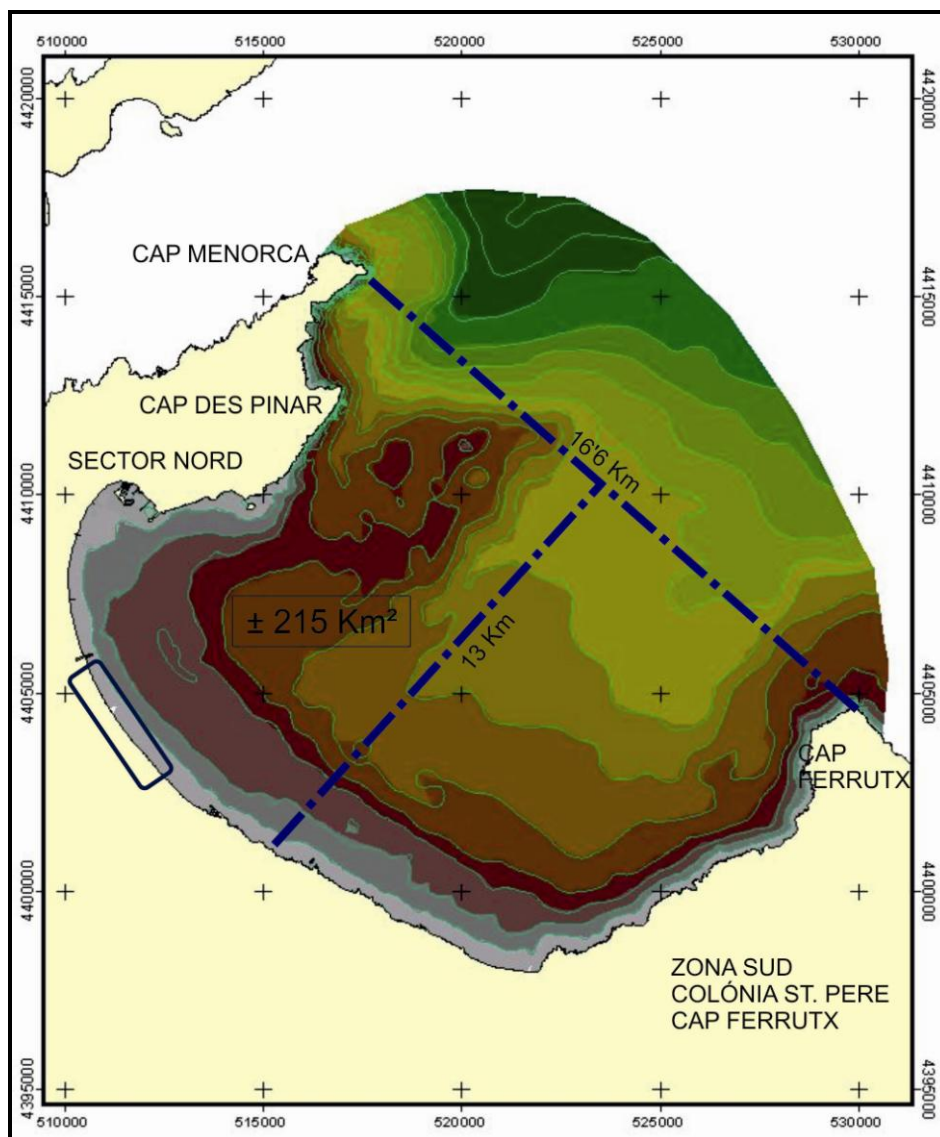 510000 515000 520000 525000 530000
4420000 4420000
CAP MENORCA
4415000 4415000
CAP DES PINAR
SECTOR NORD
16'6 Km
4410000 4410000
± 215 Km²
13 Km
4405000 4405000
CAP
FERRUTX
4400000 4400000
ZONA SUD
COLÓNIA ST. PERE
CAP FERRUTX
4395000 4395000
510000 515000 520000 525000 530000